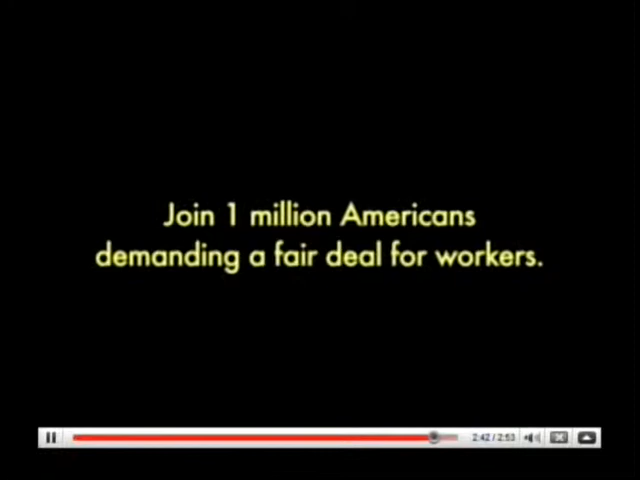 Join 1 million Americans
demanding a fair deal for workers.
2:42 / 2:53